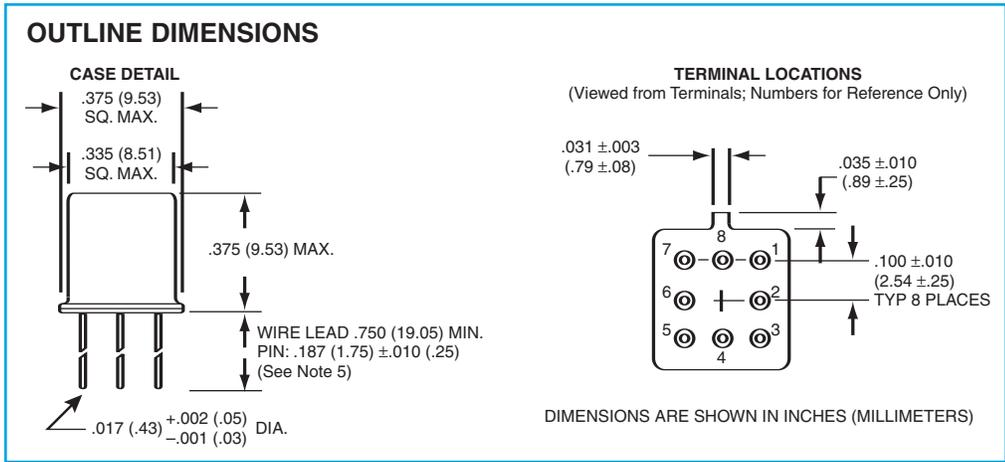 OUTLINE DIMENSIONS
CASE DETAIL
.375 (9.53)
SQ. MAX.
.335 (8.51)
SQ. MAX.
.375 (9.53) MAX.
WIRE LEAD .750 (19.05) MIN.
PIN: .187 (1.75) ±.010 (.25)
(See Note 5)
.017 (.43) +.002 (.05) –.001 (.03) DIA.
TERMINAL LOCATIONS
(Viewed from Terminals; Numbers for Reference Only)
.031 ±.003
(.79 ±.08)
.035 ±.010
(.89 ±.25)
8
7
1
.100 ±.010
(2.54 ±.25)
TYP 8 PLACES
6
2
5
3
4
DIMENSIONS ARE SHOWN IN INCHES (MILLIMETERS)